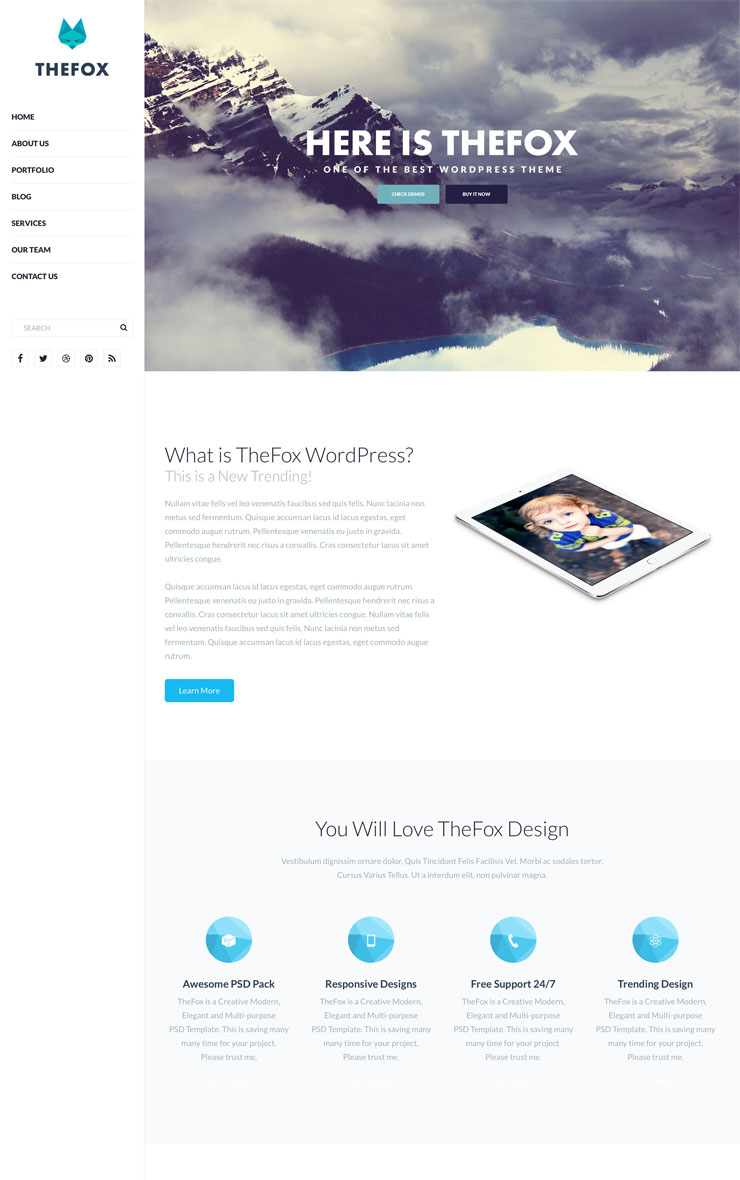 THEFOX
HOME
ABOUT US
PORTFOLIO
BLOG
SERVICES
OUR TEAM
CONTACT US
SEARCH
HERE IS THEFOX
ONE OF THE BEST WORDPRESS THEME
CHECK DEMOS
BUY IT NOW
What is TheFox WordPress?
This is a New Trending!
Nullam vitae felis vel leo venenatis faucibus sed quis felis. Nunc lacinia non
metus sed fermentum. Quisque accumsan lacus id lacus egestas, eget
commodo augue rutrum. Pellentesque venenatis eu justo in gravida.
Pellentesque hendrerit nec risus a convallis. Cras consectetur lacus sit amet
ultricies congue.
Quisque accumsan lacus id lacus egestas, eget commodo augue rutrum.
Pellentesque venenatis eu justo in gravida. Pellentesque hendrerit nec risus a
convallis. Cras consectetur lacus sit amet ultricies congue. Nullam vitae felis
vel leo venenatis faucibus sed quis felis. Nunc lacinia non metus sed
fermentum. Quisque accumsan lacus id lacus egestas, eget commodo augue
rutrum.
Learn More
You Will Love TheFox Design
Vestibulum dignissim ornare dolor, Quis Tincidunt Felis Facilisis Vel. Morbi ac sodales tortor.
Cursus Varius Tellus. Ut a interdum elit, non pulvinar magna.
Awesome PSD Pack
TheFox is a Creative Modern,
Elegant and Multi-purpose
PSD Template. This is saving many
many time for your project.
Please trust me.
Responsive Designs
TheFox is a Creative Modern,
Elegant and Multi-purpose
PSD Template. This is saving many
many time for your project.
Please trust me.
Free Support 24/7
TheFox is a Creative Modern,
Elegant and Multi-purpose
PSD Template. This is saving many
many time for your project.
Please trust me.
Trending Design
TheFox is a Creative Modern,
Elegant and Multi-purpose
PSD Template. This is saving many
many time for your project.
Please trust me.